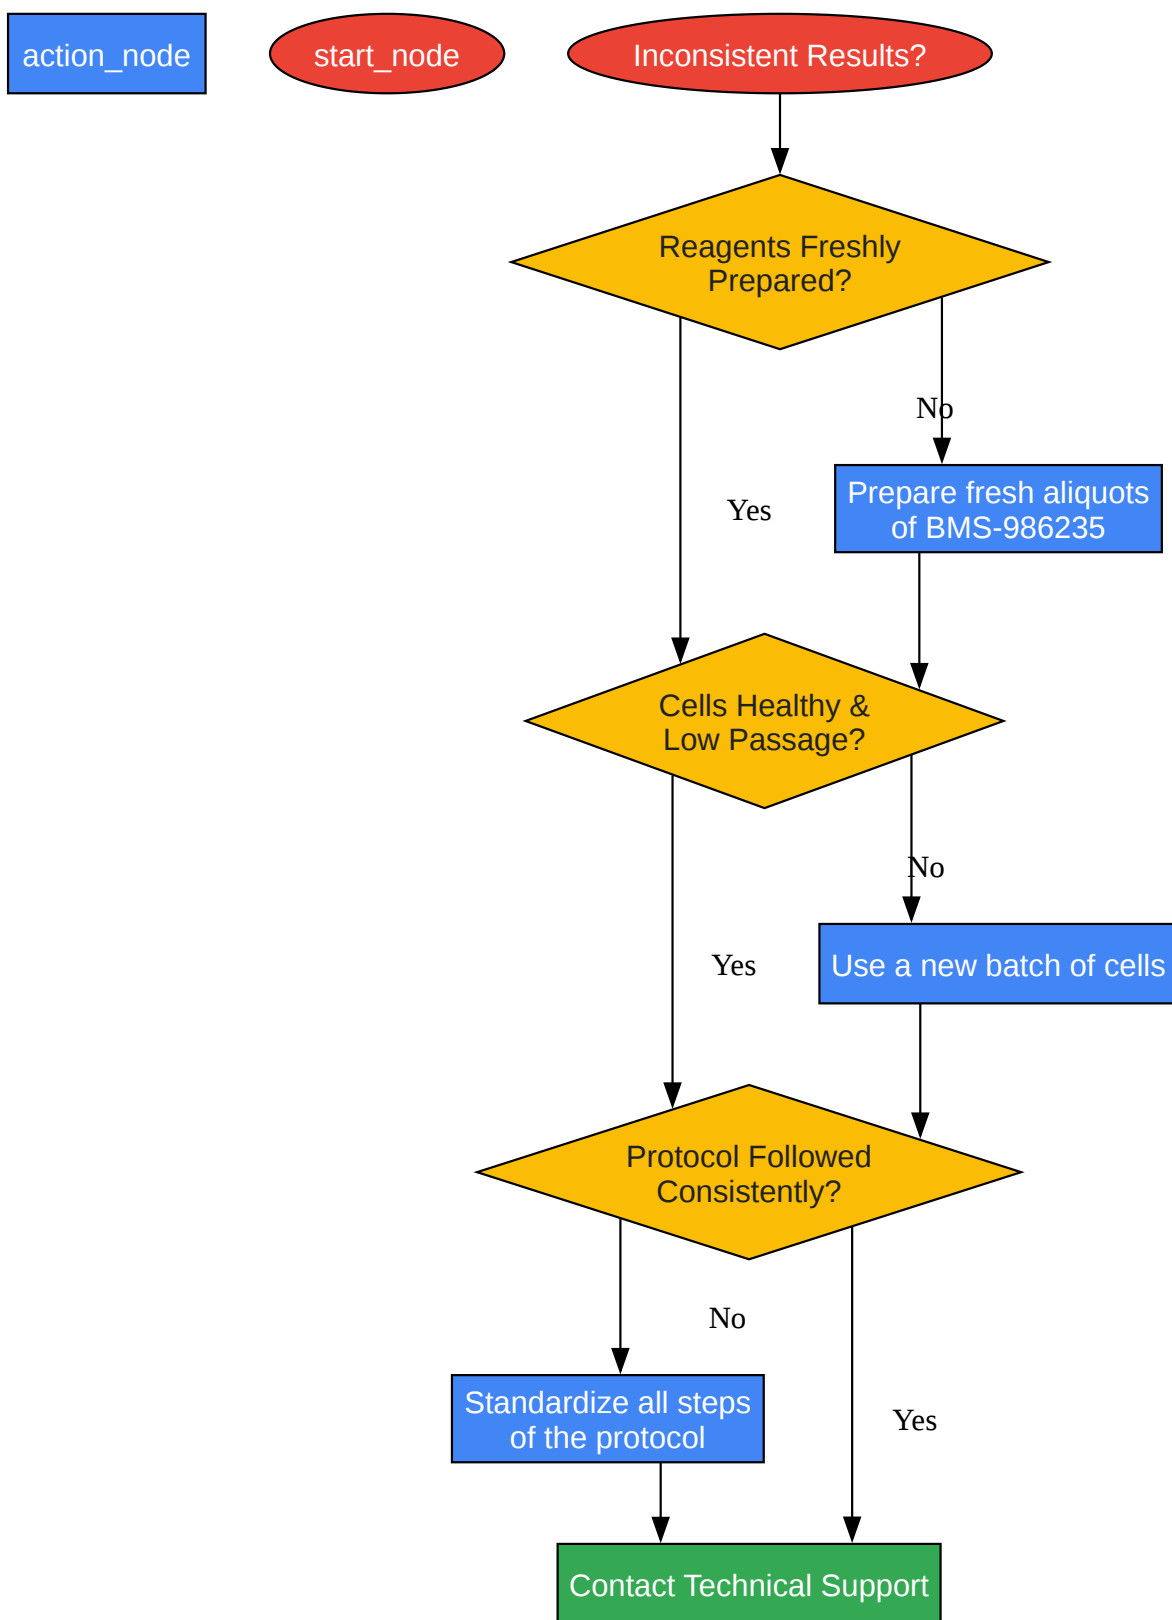 action_node
start_node
Inconsistent Results?
Reagents Freshly
Prepared?
No
Prepare fresh aliquots
of BMS-986235
Yes
Cells Healthy &
Low Passage?
No
Use a new batch of cells
Yes
Protocol Followed
Consistently?
No
Standardize all steps
of the protocol
Yes
Contact Technical Support